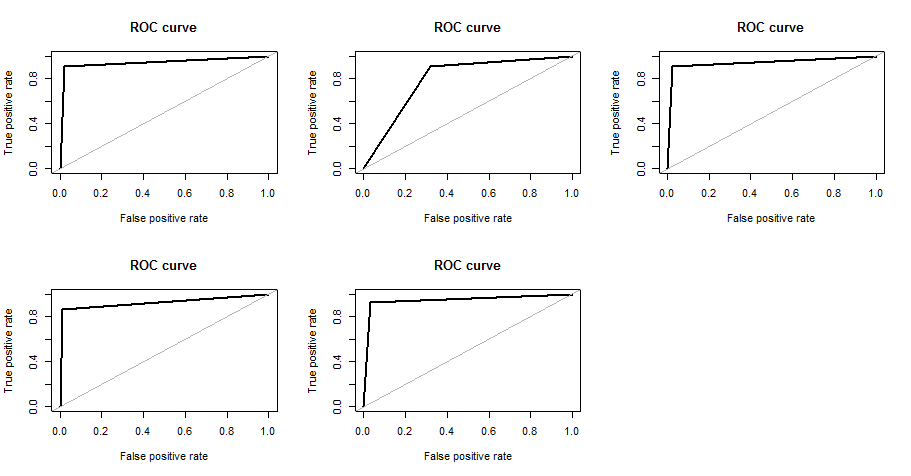 ROC curve ROC curve ROC curve
True positive rate True positive rate True positive rate
0.8 0.8 0.8
0.4 0.4 0.4
0.0 0.0 0.0
0.0 0.2 0.4 0.6 0.8 1.0 0.0 0.2 0.4 0.6 0.8 1.0 0.0 0.2 0.4 0.6 0.8 1.0
False positive rate False positive rate False positive rate
ROC curve ROC curve
True positive rate True positive rate
0.8 0.8
0.4 0.4
0.0 0.0
0.0 0.2 0.4 0.6 0.8 1.0 0.0 0.2 0.4 0.6 0.8 1.0
False positive rate False positive rate